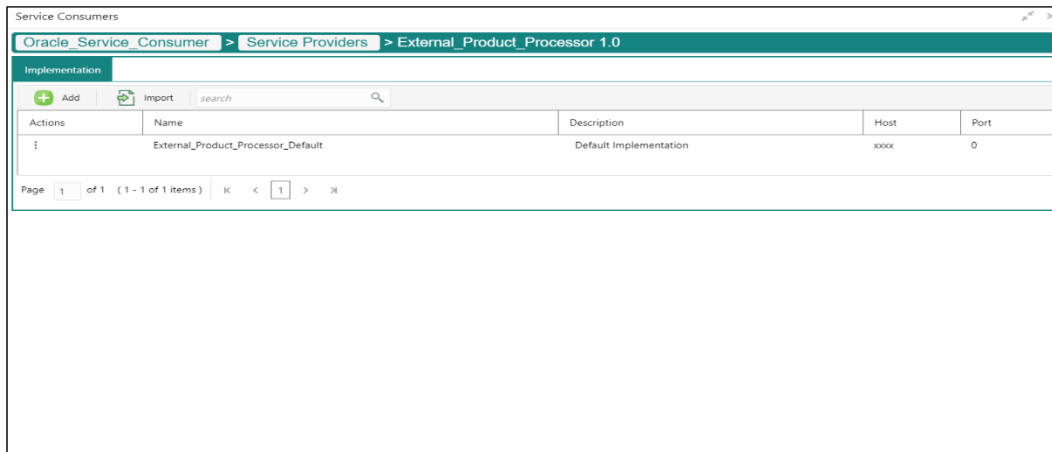 Service Consumers
Oracle_Service_Consumer > Service Providers > External_Product_Processor 1.0
Implementation
Add Import search
Actions Name Description Host Port
External_Product_Processor_Default Default Implementation xxxx 0
Page 1 of 1 (1 - 1 of 1 items) K < 1 > >|